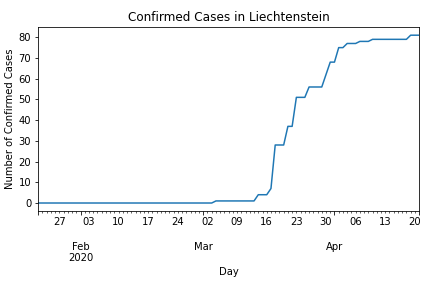 Confirmed Cases in Liechtenstein
Number of Confirmed Cases
80
70
60
50
40
30
20
10
0
27 03 10 17 24 02 09 16 23 30 06 13 20
Feb Mar Apr
2020
Day